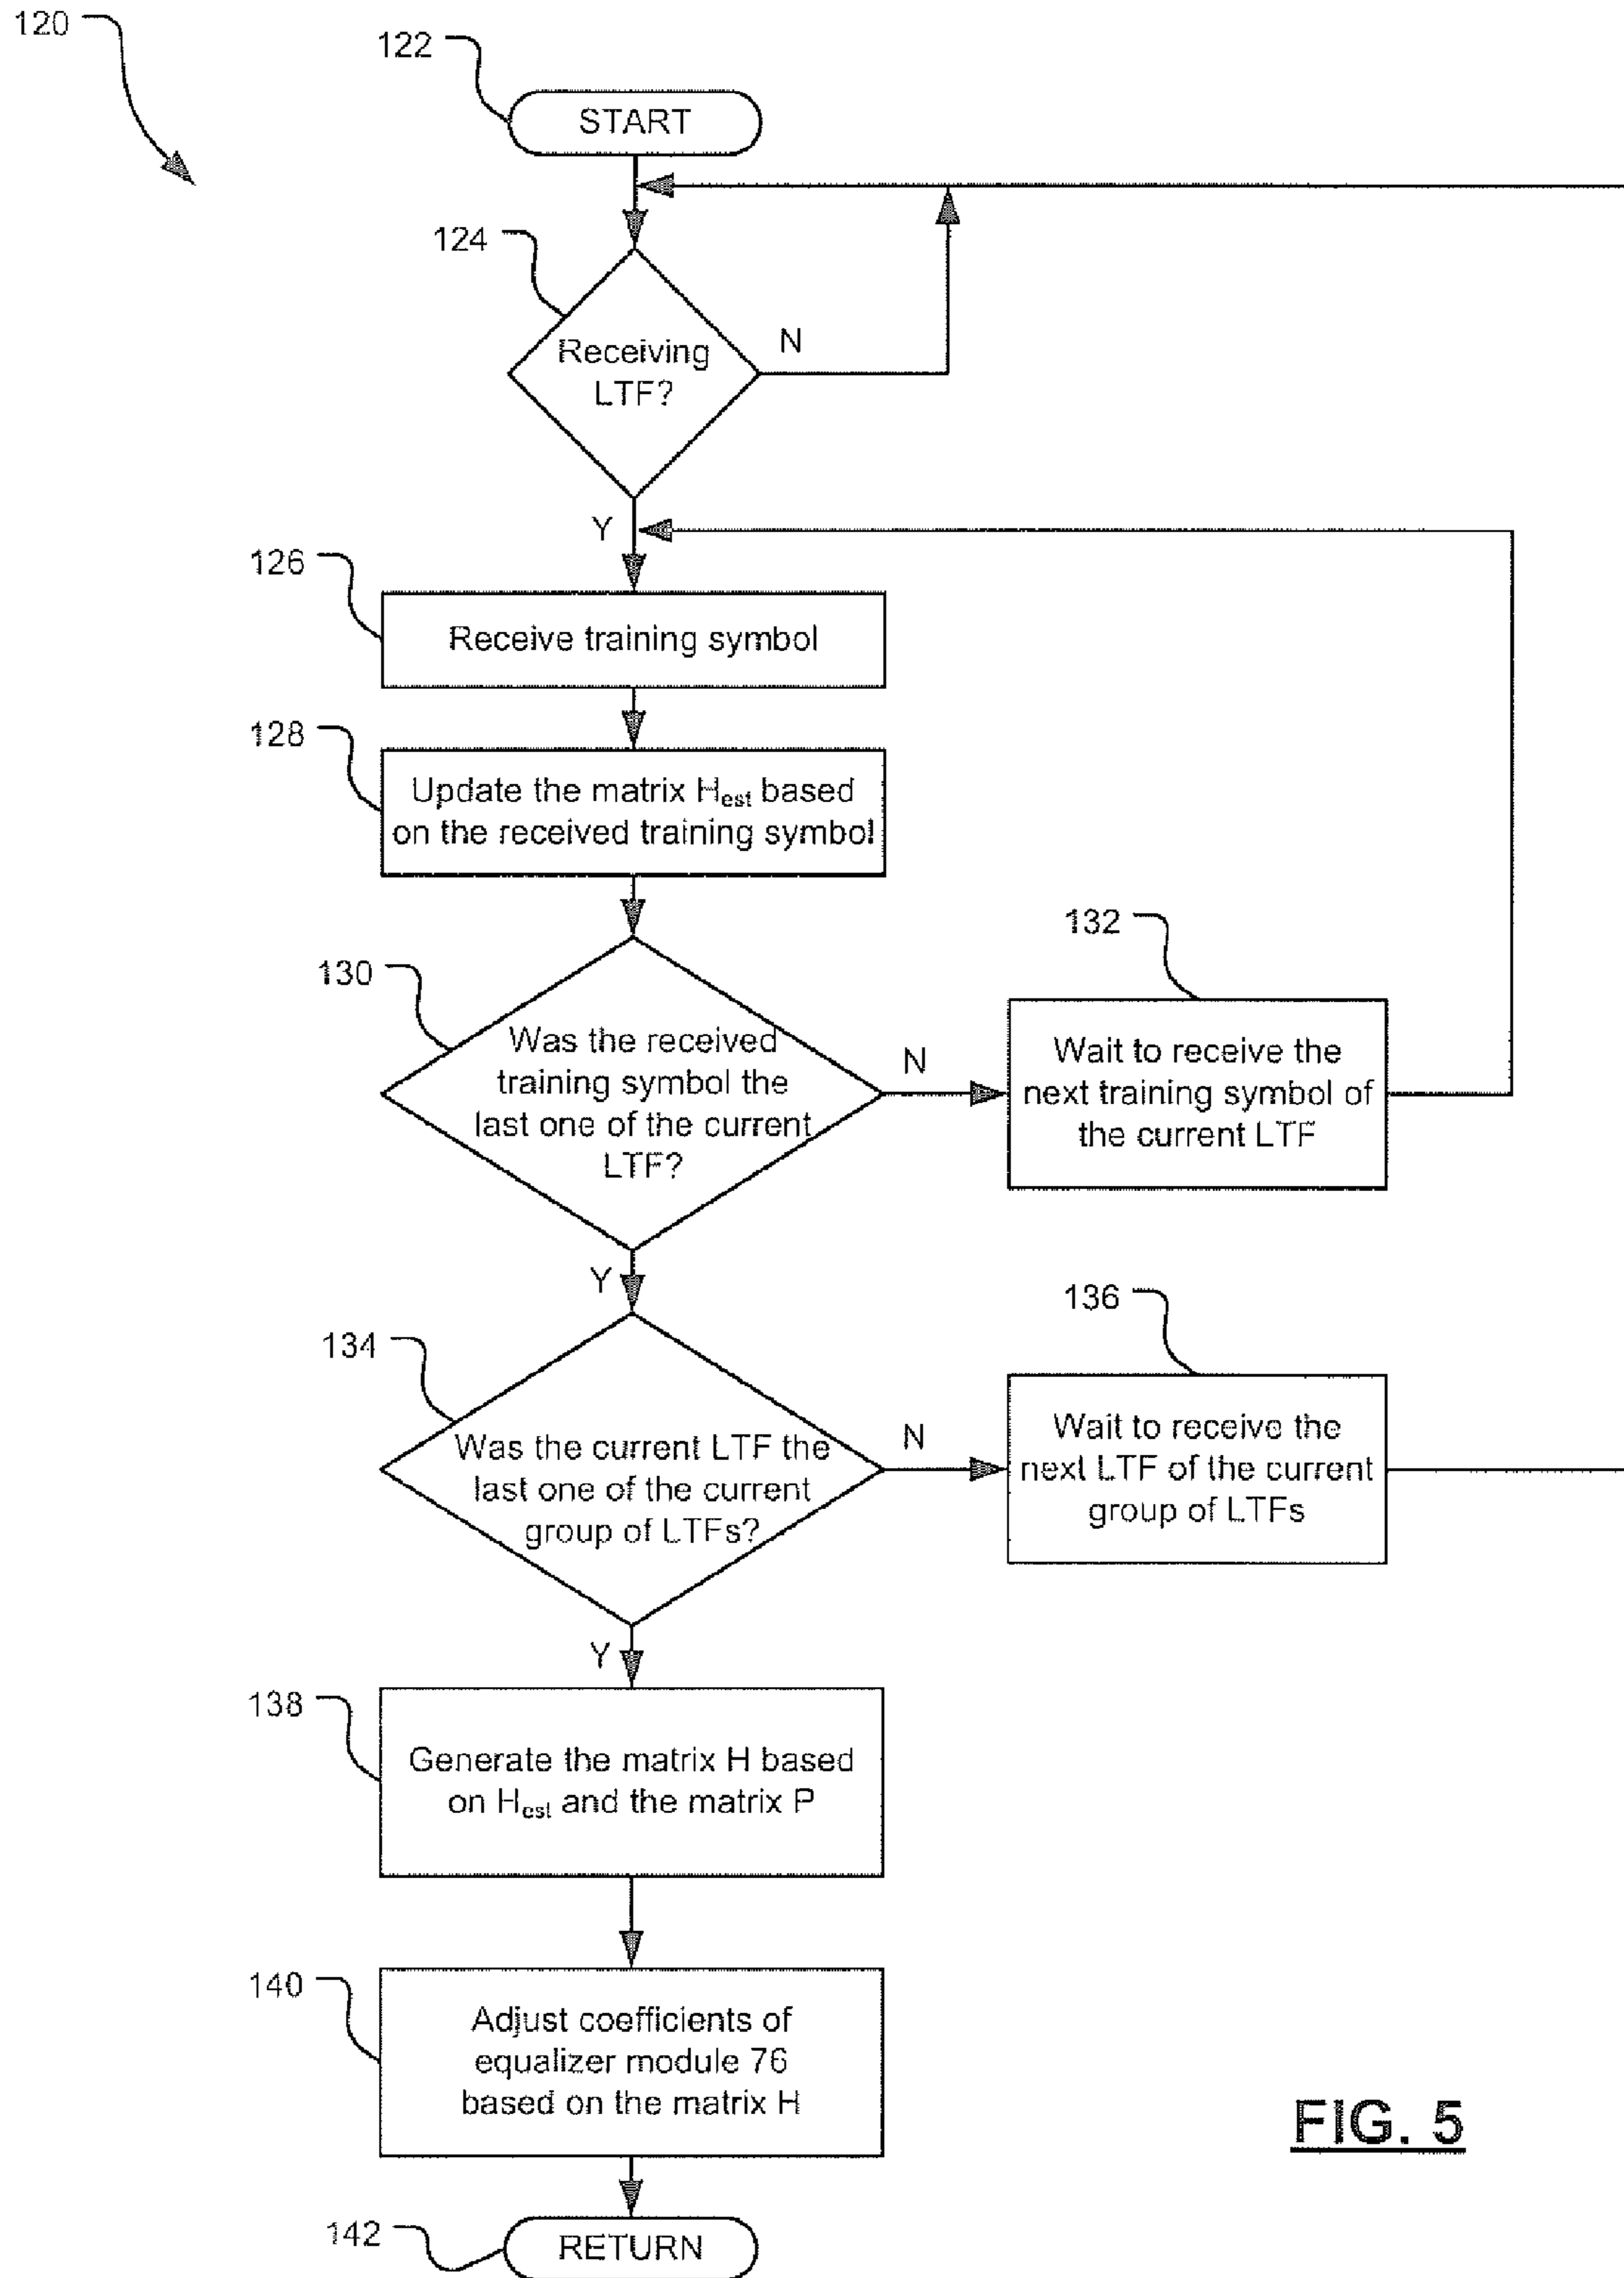 120
122
START
124
Receiving
LTF?
N
Y
126
Receive training symbol
128
Update the matrix Hest based
on the received training symbol
130
Was the received
training symbol the
last one of the current
LTF?
N
132
Wait to receive the
next training symbol of
the current LTF
Y
134
Was the current LTF the
last one of the current
group of LTFs?
N
136
Wait to receive the
next LTF of the current
group of LTFs
Y
138
Generate the matrix H based
on Hest and the matrix P
140
Adjust coefficients of
equalizer module 76
based on the matrix H
142
RETURN
FIG. 5